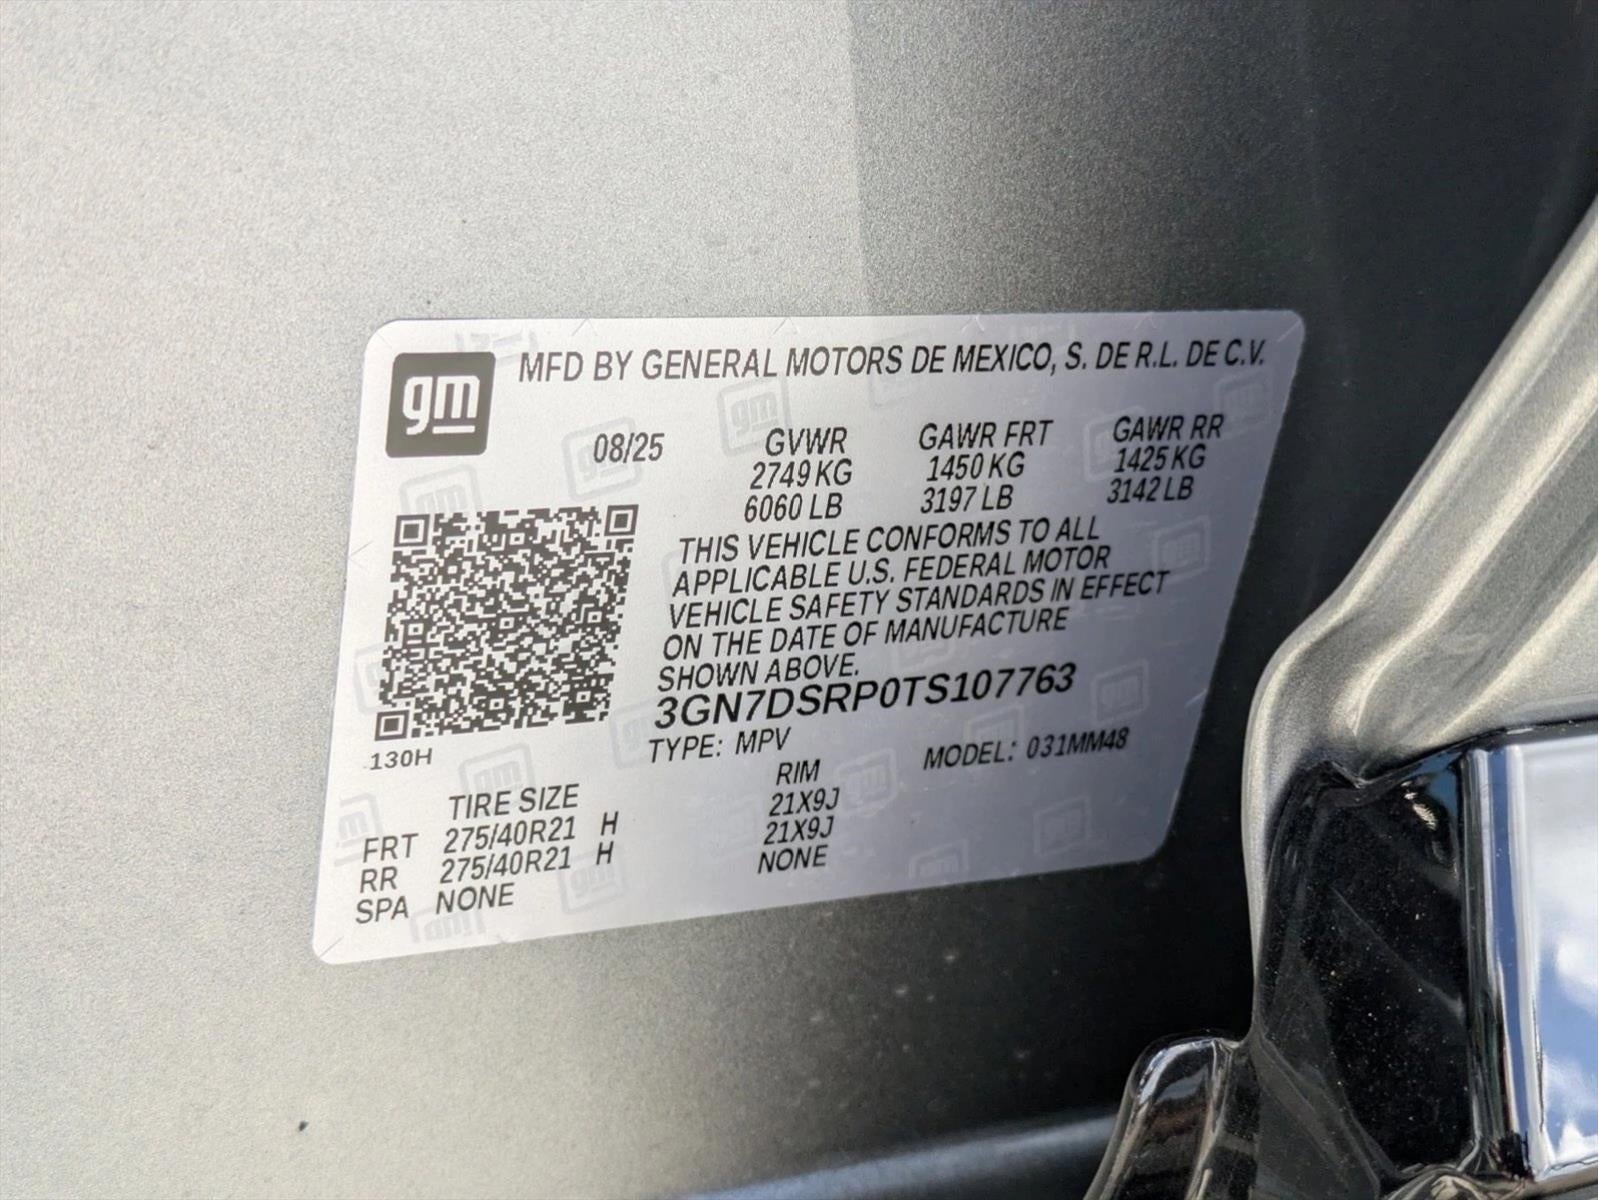 gm
MFD BY GENERAL MOTORS DE MEXICO, S. DE R.L. DE C.V.
08/25 GVWR GAWR FRT GAWR RR
2749 KG 1450 KG 1425 KG
6060 LB 3197 LB 3142 LB
THIS VEHICLE CONFORMS TO ALL
APPLICABLE U.S. FEDERAL MOTOR
VEHICLE SAFETY STANDARDS IN EFFECT
ON THE DATE OF MANUFACTURE
SHOWN ABOVE.
3GN7DSRP0TS107763
130H
TYPE: MPV MODEL: 031MM48
TIRE SIZE RIM
FRT 275/40R21 H 21X9J
RR 275/40R21 H 21X9J
SPA NONE NONE